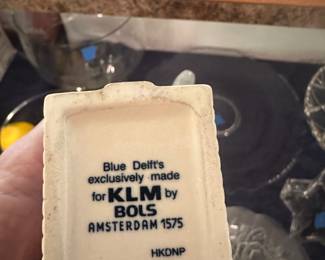 Blue Delft's
exclusively made
for KLM by
BOLS
AMSTERDAM 1575
HKDNP